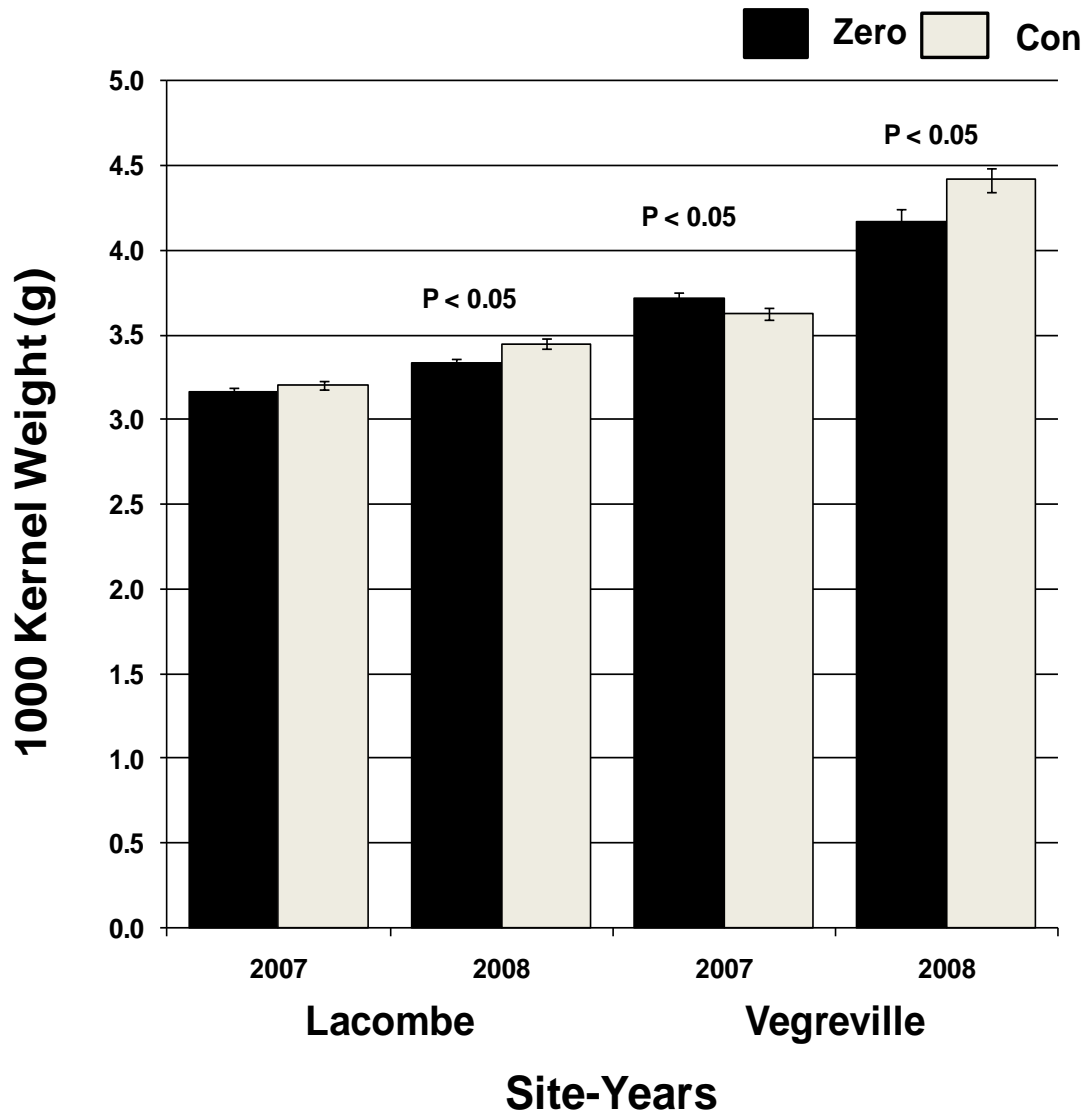 Zero Con
5.0
P < 0.05
4.5
P < 0.05
4.0
P < 0.05
3.5
3.0
2.5
2.0
1.5
1.0
0.5
0.0
1000 Kernel Weight (g)
2007 2008 2007 2008
Lacombe Vegreville
Site-Years